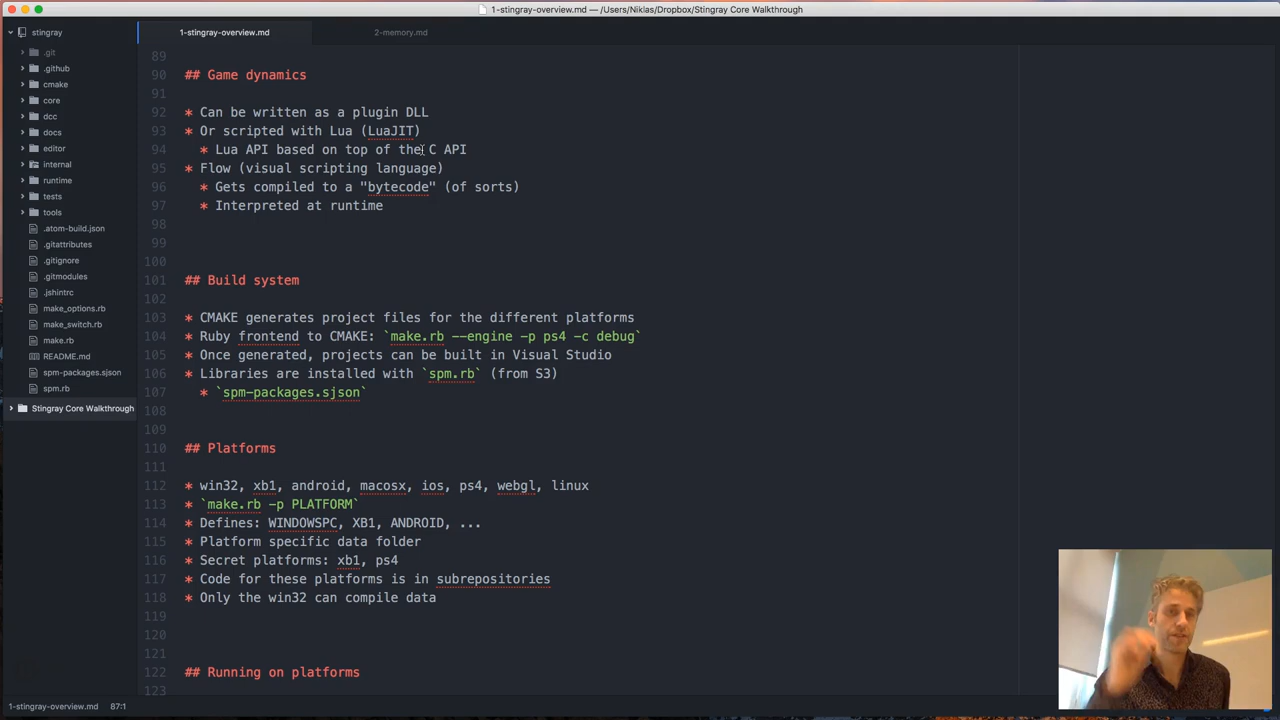 1-stingray-overview.md — /Users/Niklas/Dropbox/Stingray Core Walkthrough
stingray
.git
.github
cmake
core
dcc
docs
editor
internal
runtime
tests
tools
.atom-build.json
.gitattributes
.gitignore
.gitmodules
.jshintrc
make_options.rb
make_switch.rb
make.rb
README.md
spm-packages.sjson
spm.rb
Stingray Core Walkthrough
1-stingray-overview.md 2-memory.md
89
90 ## Game dynamics
91
92 * Can be written as a plugin DLL
93 * Or scripted with Lua (LuaJIT)
94 * Lua API based on top of the C API
95 * Flow (visual scripting language)
96 * Gets compiled to a "bytecode" (of sorts)
97 * Interpreted at runtime
98
99
100
101 ## Build system
102
103 * CMAKE generates project files for the different platforms
104 * Ruby frontend to CMAKE: `make.rb --engine -p ps4 -c debug`
105 * Once generated, projects can be built in Visual Studio
106 * Libraries are installed with `spm.rb` (from S3)
107 * `spm-packages.sjson`
108
109
110 ## Platforms
111
112 * win32, xb1, android, macosx, ios, ps4, webgl, linux
113 * `make.rb -p PLATFORM`
114 * Defines: WINDOWSPC, XB1, ANDROID, ...
115 * Platform specific data folder
116 * Secret platforms: xb1, ps4
117 * Code for these platforms is in subrepositories
118 * Only the win32 can compile data
119
120
121
122 ## Running on platforms
123
1-stingray-overview.md 87:1